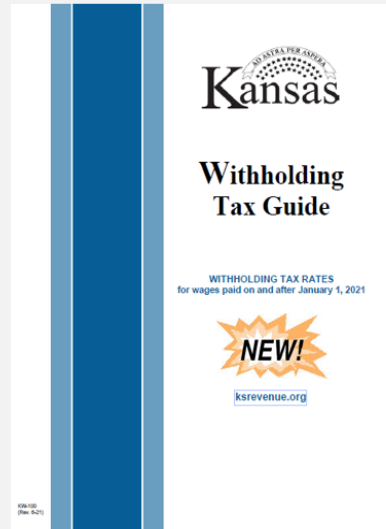 AD ASTRA PER ASPERA
Kansas
Withholding
Tax Guide
WITHHOLDING TAX RATES
for wages paid on and after January 1, 2021
NEW!
ksrevenue.org
KW-100
(Rev. 6-21)